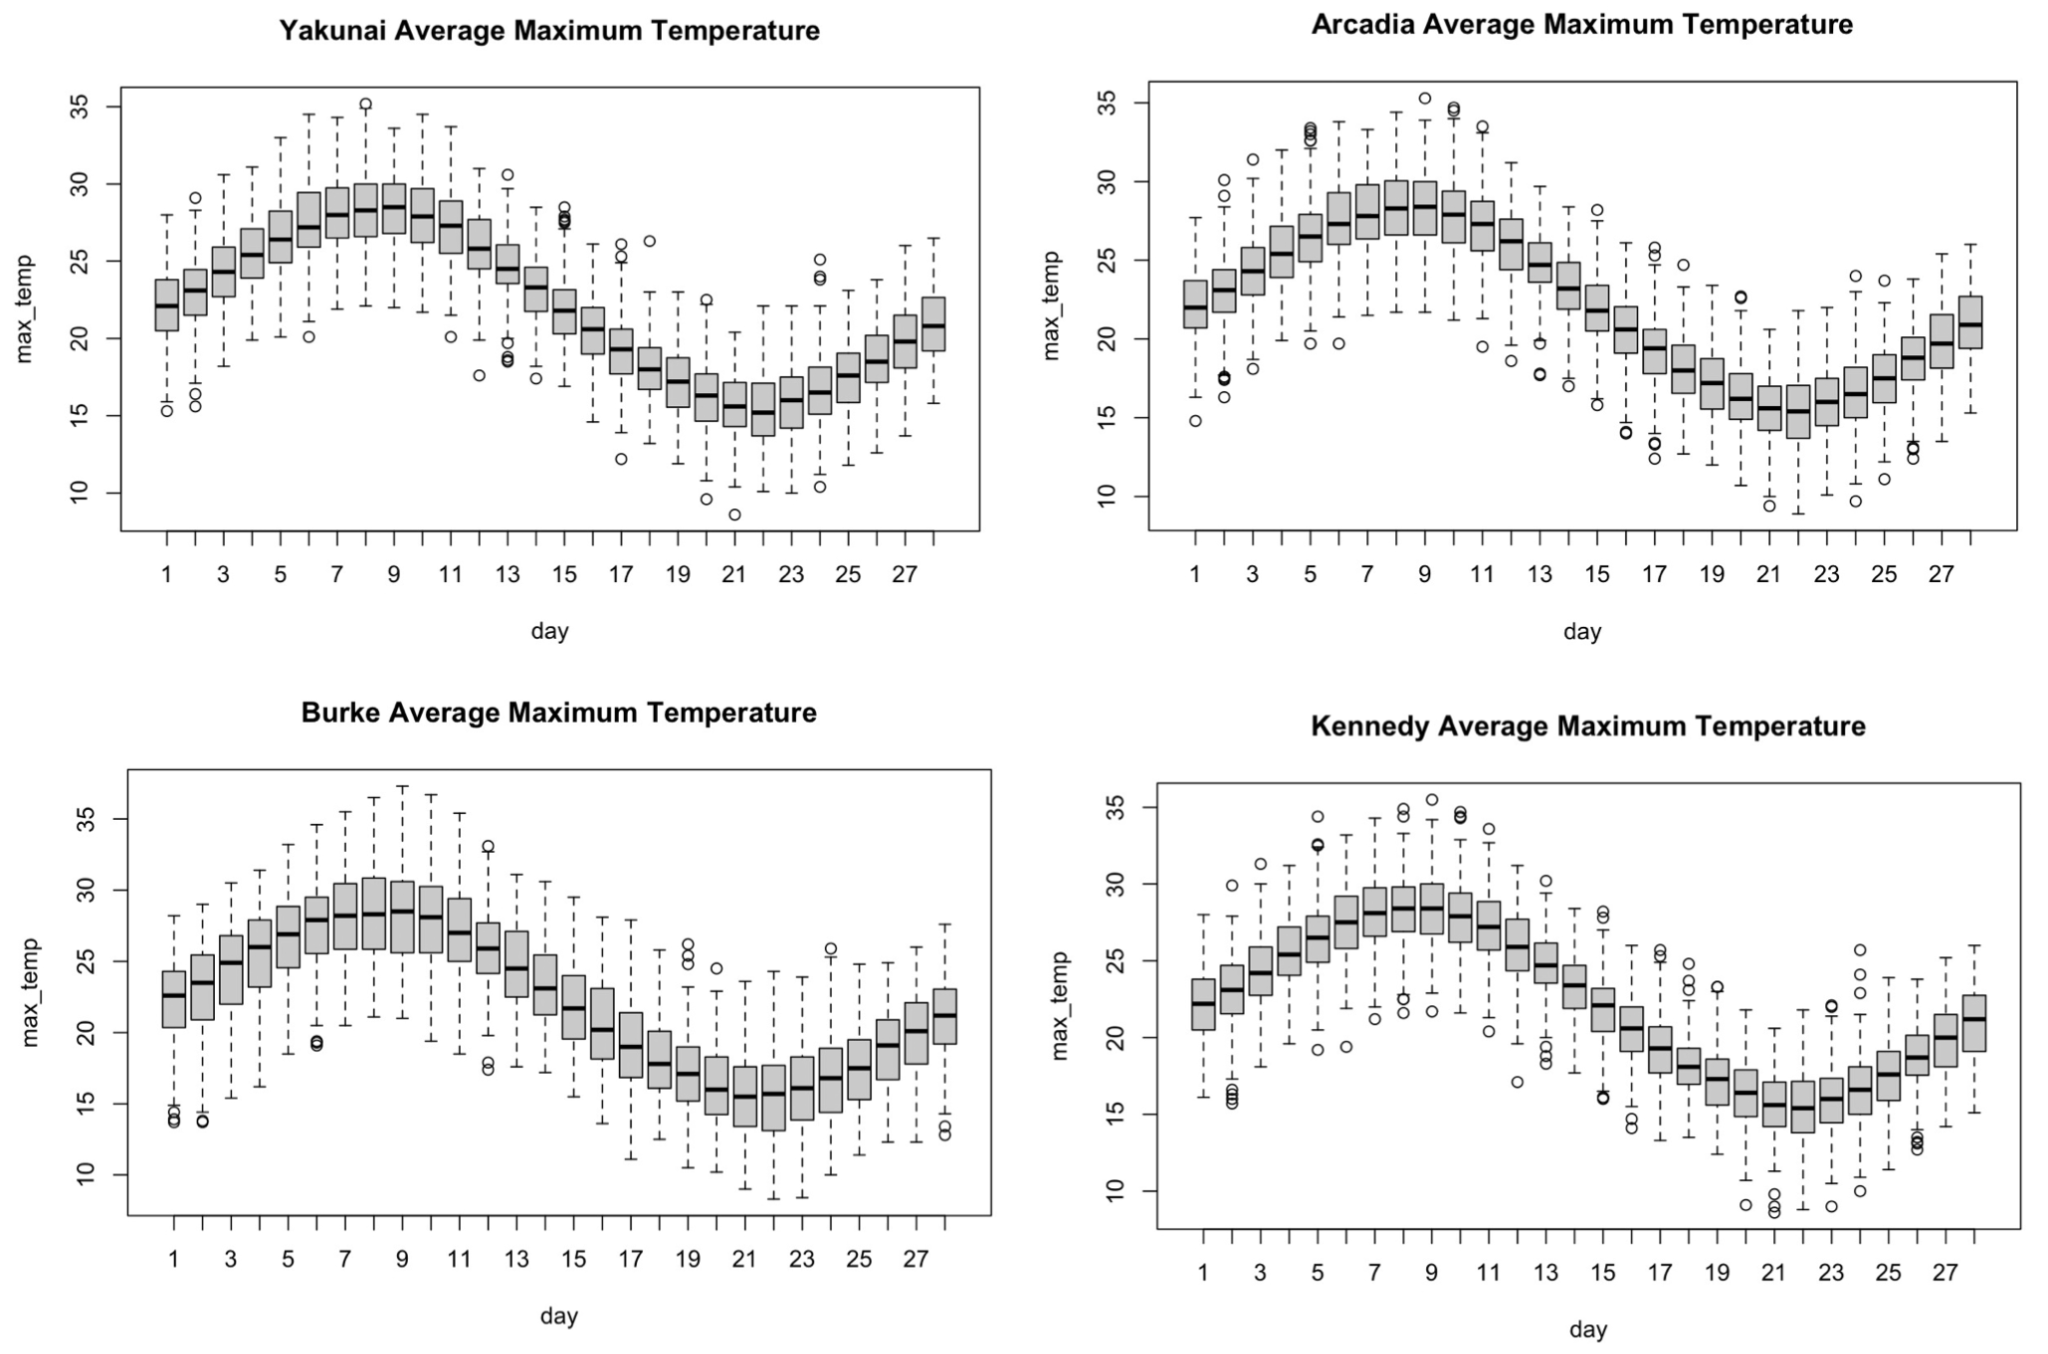 Yakunai Average Maximum Temperature
max_temp
35
30
25
20
15
10
1 3 5 7 9 11 13 15 17 19 21 23 25 27
day
Arcadia Average Maximum Temperature
max_temp
35
30
25
20
15
10
1 3 5 7 9 11 13 15 17 19 21 23 25 27
day
Burke Average Maximum Temperature
max_temp
35
30
25
20
15
10
1 3 5 7 9 11 13 15 17 19 21 23 25 27
day
Kennedy Average Maximum Temperature
max_temp
35
30
25
20
15
10
1 3 5 7 9 11 13 15 17 19 21 23 25 27
day